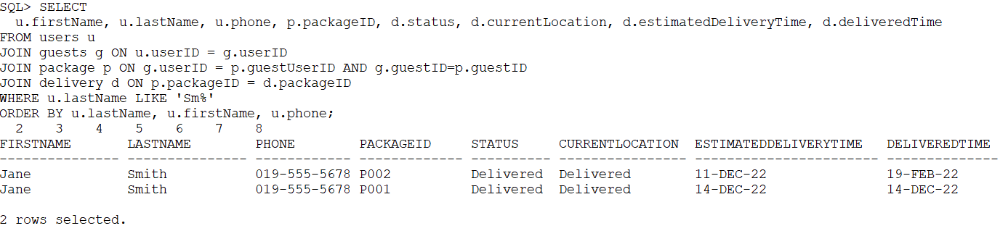 SQL> SELECT
  u.firstName, u.lastName, u.phone, p.packageID, d.status, d.currentLocation, d.estimatedDeliveryTime, d.deliveredTime
FROM users u
JOIN guests g ON u.userID = g.userID
JOIN package p ON g.userID = p.guestUserID AND g.guestID=p.guestID
JOIN delivery d ON p.packageID = d.packageID
WHERE u.lastName LIKE 'Sm%'
ORDER BY u.lastName, u.firstName, u.phone;
  2    3    4    5    6    7    8
FIRSTNAME       LASTNAME        PHONE        PACKAGEID     STATUS     CURRENTLOCATION  ESTIMATEDDELIVERYTIME   DELIVEREDTIME
--------------- --------------- ------------ ------------- ---------- ---------------- ----------------------- --------------
Jane            Smith           019-555-5678 P002          Delivered  Delivered        11-DEC-22               19-FEB-22
Jane            Smith           019-555-5678 P001          Delivered  Delivered        14-DEC-22               14-DEC-22
2 rows selected.